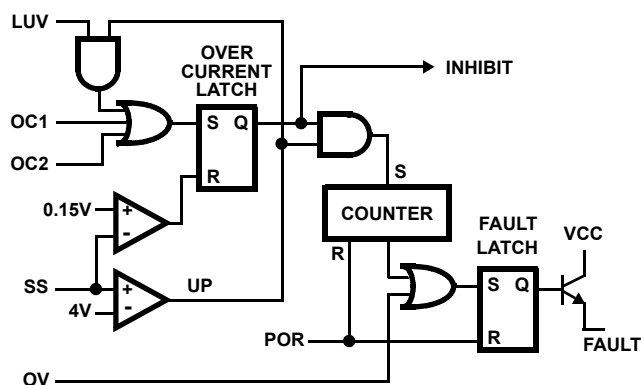 LUV
OVER
CURRENT
LATCH
INHIBIT
OC1
S Q
OC2
R
S
0.15V
+
-
COUNTER
FAULT
LATCH
VCC
R
SS
+
-
4V
UP
S Q
POR
R
FAULT
OV